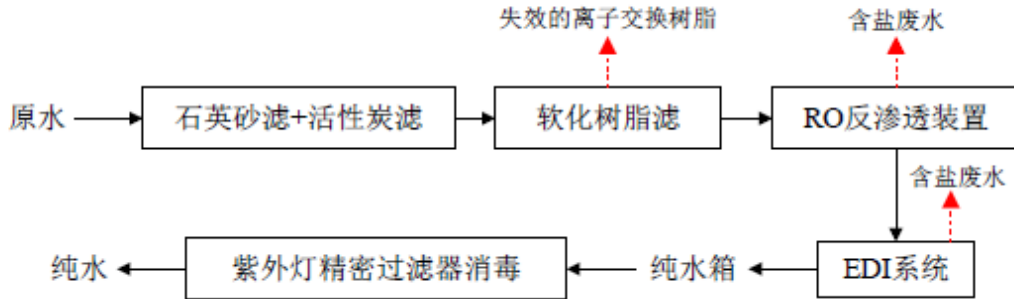 失效的离子交换树脂
含盐废水
原水
石英砂滤+活性炭滤
软化树脂滤
RO反渗透装置
含盐废水
纯水
紫外灯精密过滤器消毒
纯水箱
EDI系统